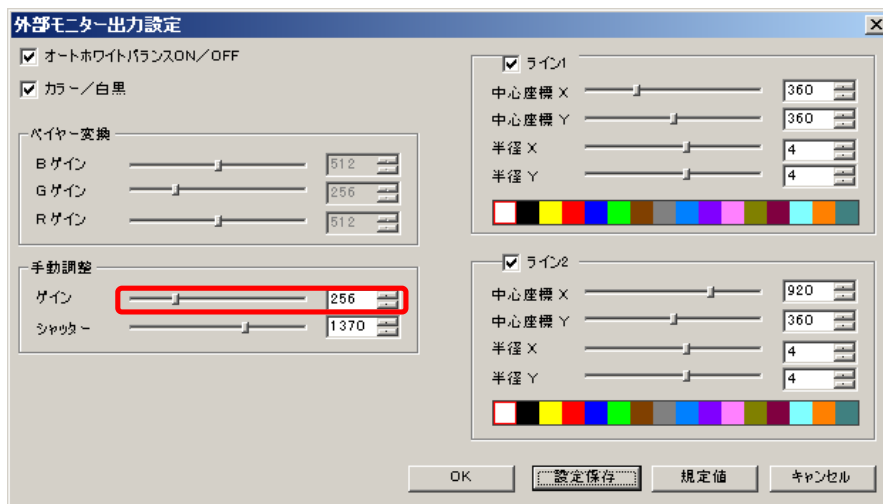 外部モニター出力設定
オートホワイトバランスON/OFF
カラー/白黒
ベイヤー変換
Bゲイン 512
Gゲイン 256
Rゲイン 512
手動調整
ゲイン 256
シャッター 1370
ライン1
中心座標 X 360
中心座標 Y 360
半径 X 4
半径 Y 4
ライン2
中心座標 X 920
中心座標 Y 360
半径 X 4
半径 Y 4
OK 設定保存 規定値 キャンセル